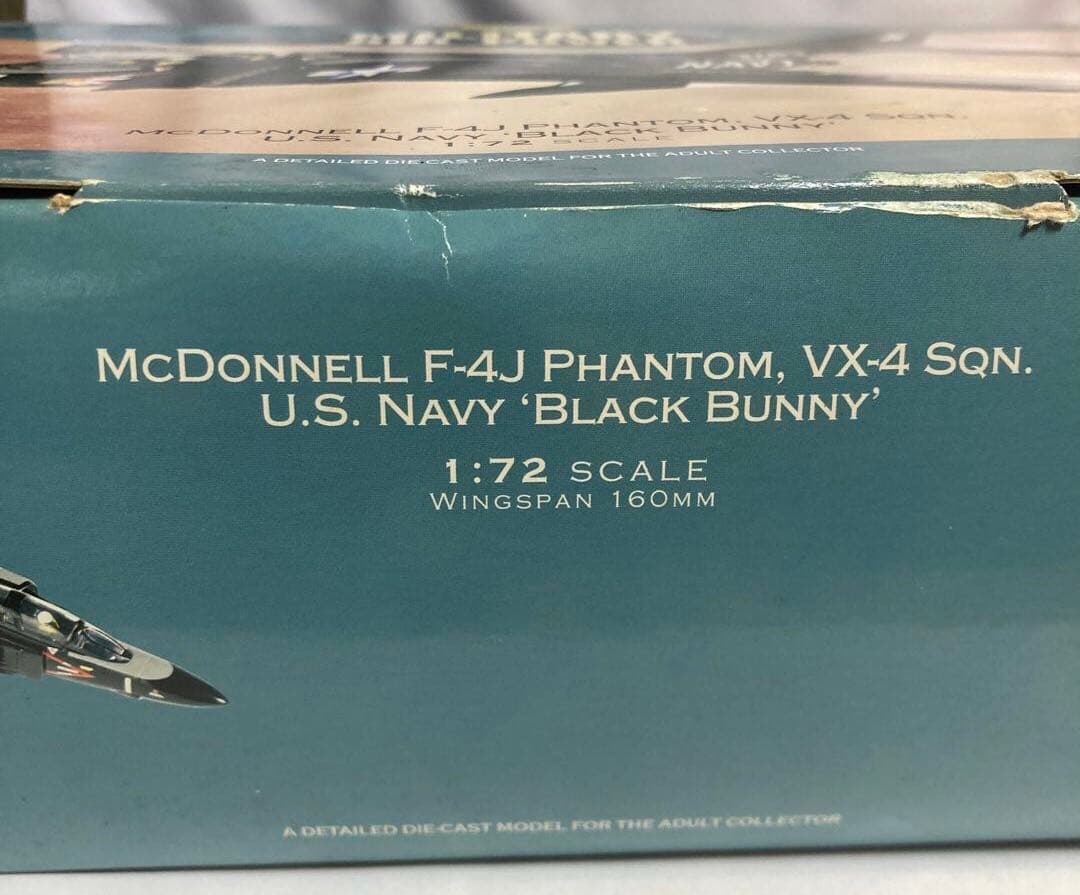 NAVY
McDONNELL F-4J PHANTOM, VX-4 SQN.
U.S. NAVY 'BLACK BUNNY'
1:72 SCALE
A DETAILED DIE-CAST MODEL FOR THE ADULT COLLECTOR
McDONNELL F-4J PHANTOM, VX-4 SQN.
U.S. NAVY ‘BLACK BUNNY’
1:72 SCALE
WINGSPAN 160MM
A DETAILED DIE-CAST MODEL FOR THE ADULT COLLECTOR